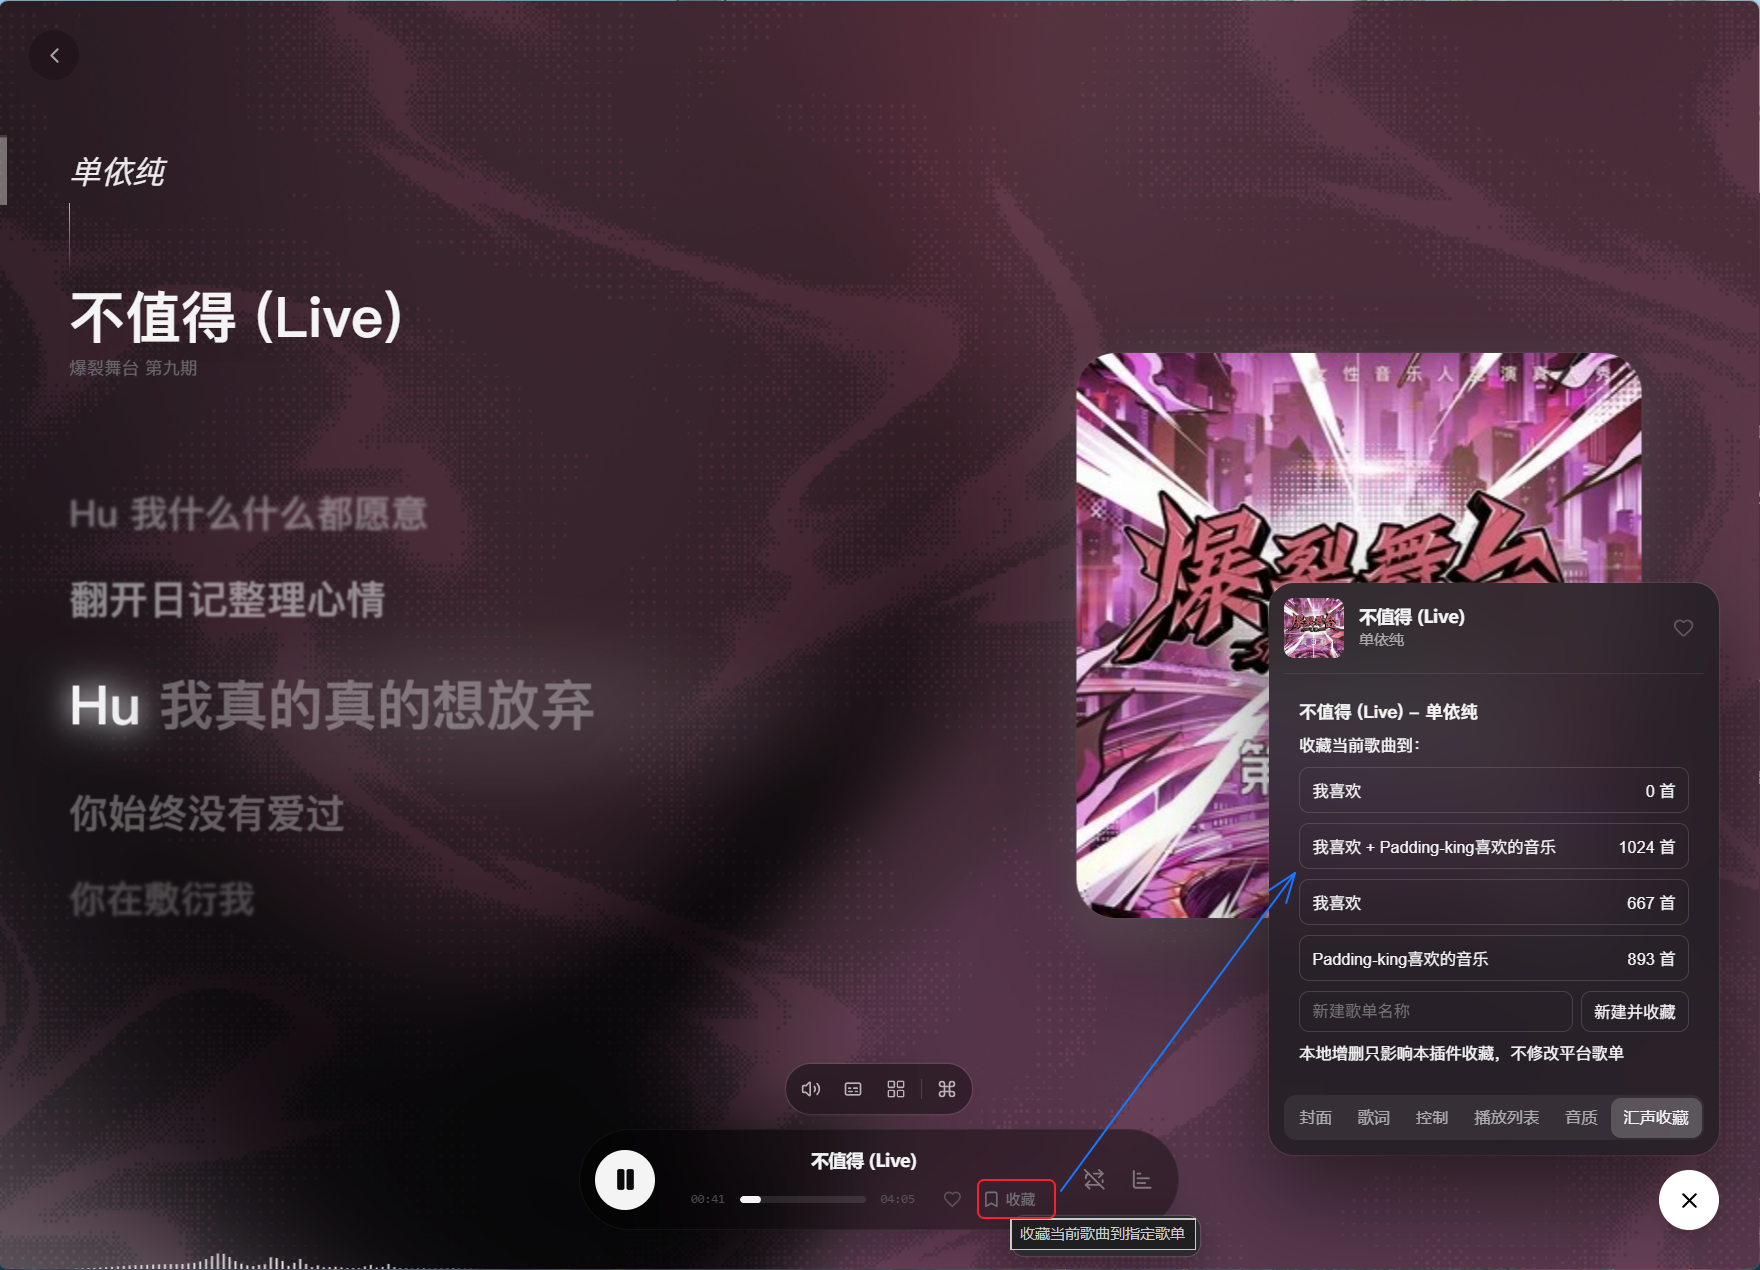 单依纯
不值得 (Live)
爆裂舞台 第九期
Hu 我什么什么都愿意
翻开日记整理心情
Hu 我真的真的想放弃
你始终没有爱过
你在敷衍我
爆裂舞台
第
不值得 (Live)
单依纯
不值得 (Live) – 单依纯
收藏当前歌曲到：
我喜欢 0 首
我喜欢 + Padding-king喜欢的音乐 1024 首
我喜欢 667 首
Padding-king喜欢的音乐 893 首
新建歌单名称 新建并收藏
本地增删只影响本插件收藏，不修改平台歌单
封面 歌词 控制 播放列表 音质 汇声收藏
不值得 (Live)
00:41 04:05 收藏
收藏当前歌曲到指定歌单